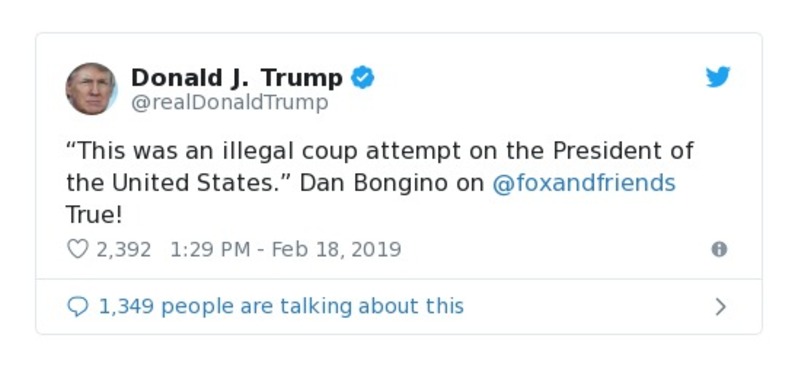 Donald J. Trump
@realDonaldTrump
“This was an illegal coup attempt on the President of
the United States.” Dan Bongino on @foxandfriends
True!
2,392 1:29 PM - Feb 18, 2019
1,349 people are talking about this